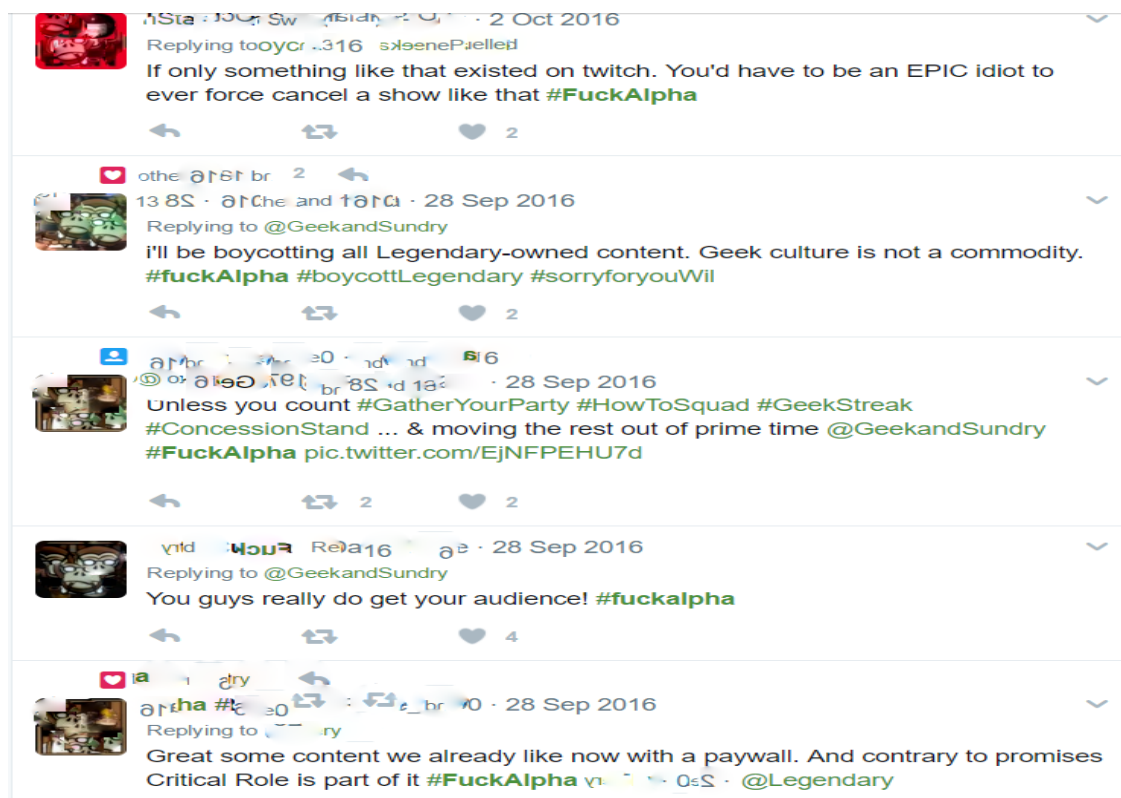 2 Oct 2016
Replying to
If only something like that existed on twitch. You'd have to be an EPIC idiot to
ever force cancel a show like that #FuckAlpha
2
2
28 Sep 2016
Replying to @GeekandSundry
i'll be boycotting all Legendary-owned content. Geek culture is not a commodity.
#fuckAlpha #boycottLegendary #sorryforyouWil
2
· 28 Sep 2016
Unless you count #GatherYourParty #HowToSquad #GeekStreak
#ConcessionStand ... & moving the rest out of prime time @GeekandSundry
#FuckAlpha pic.twitter.com/EjNFPEHU7d
2 2
· 28 Sep 2016
Replying to @GeekandSundry
You guys really do get your audience! #fuckalpha
4
· 28 Sep 2016
Replying to
Great some content we already like now with a paywall. And contrary to promises
Critical Role is part of it #FuckAlpha @Legendary